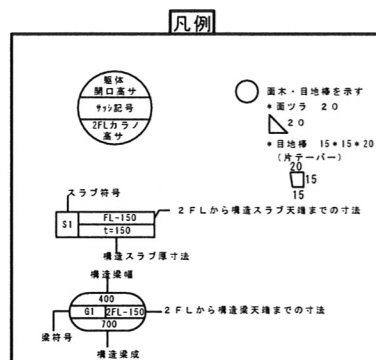 凡例
躯体
開口高サ
サッシ記号
2FLカラノ
高サ
面木・目地棒を示す
*面ヅラ 20
20
*目地棒 15*15*20
(片テーパー)
20
15
15
スラブ符号
S1
FL-150
t=150
2FLから構造スラブ天端までの寸法
構造スラブ厚寸法
構造梁幅
400
G1
2FL-150
700
2FLから構造梁天端までの寸法
梁符号
構造梁成